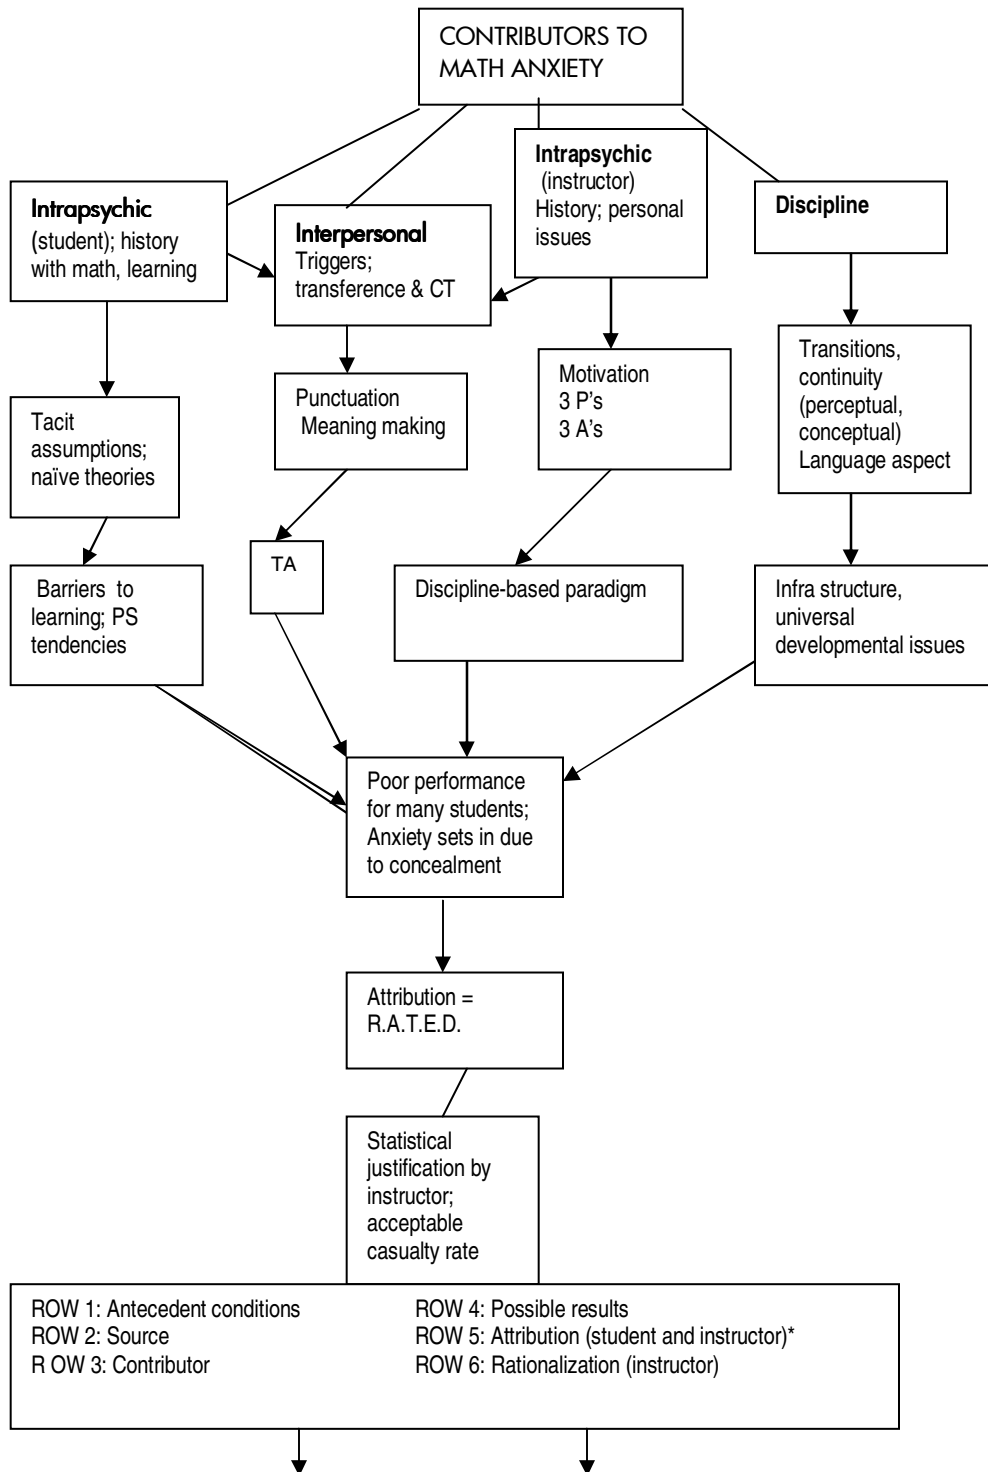 CONTRIBUTORS TO
MATH ANXIETY
Intrapsychic
(student); history
with math, learning
Interpersonal
Triggers;
transference & CT
Intrapsychic
(instructor)
History; personal
issues
Discipline
Tacit
assumptions;
naïve theories
Punctuation
Meaning making
Motivation
3 P's
3 A's
Transitions,
continuity
(perceptual,
conceptual)
Language aspect
Barriers to
learning; PS
tendencies
TA
Discipline-based paradigm
Infra structure,
universal
developmental issues
Poor performance
for many students;
Anxiety sets in due
to concealment
Attribution =
R.A.T.E.D.
Statistical
justification by
instructor;
acceptable
casualty rate
ROW 1: Antecedent conditions
ROW 2: Source
R OW 3: Contributor
ROW 4: Possible results
ROW 5: Attribution (student and instructor)*
ROW 6: Rationalization (instructor)